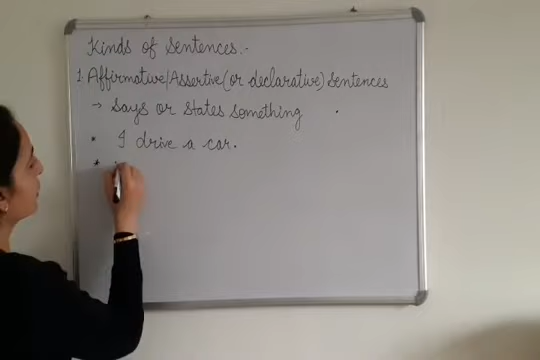 Kinds of Sentences:-
1. Affirmative/Assertive (or declarative) Sentences
→ Says or States something
* I drive a car.
*